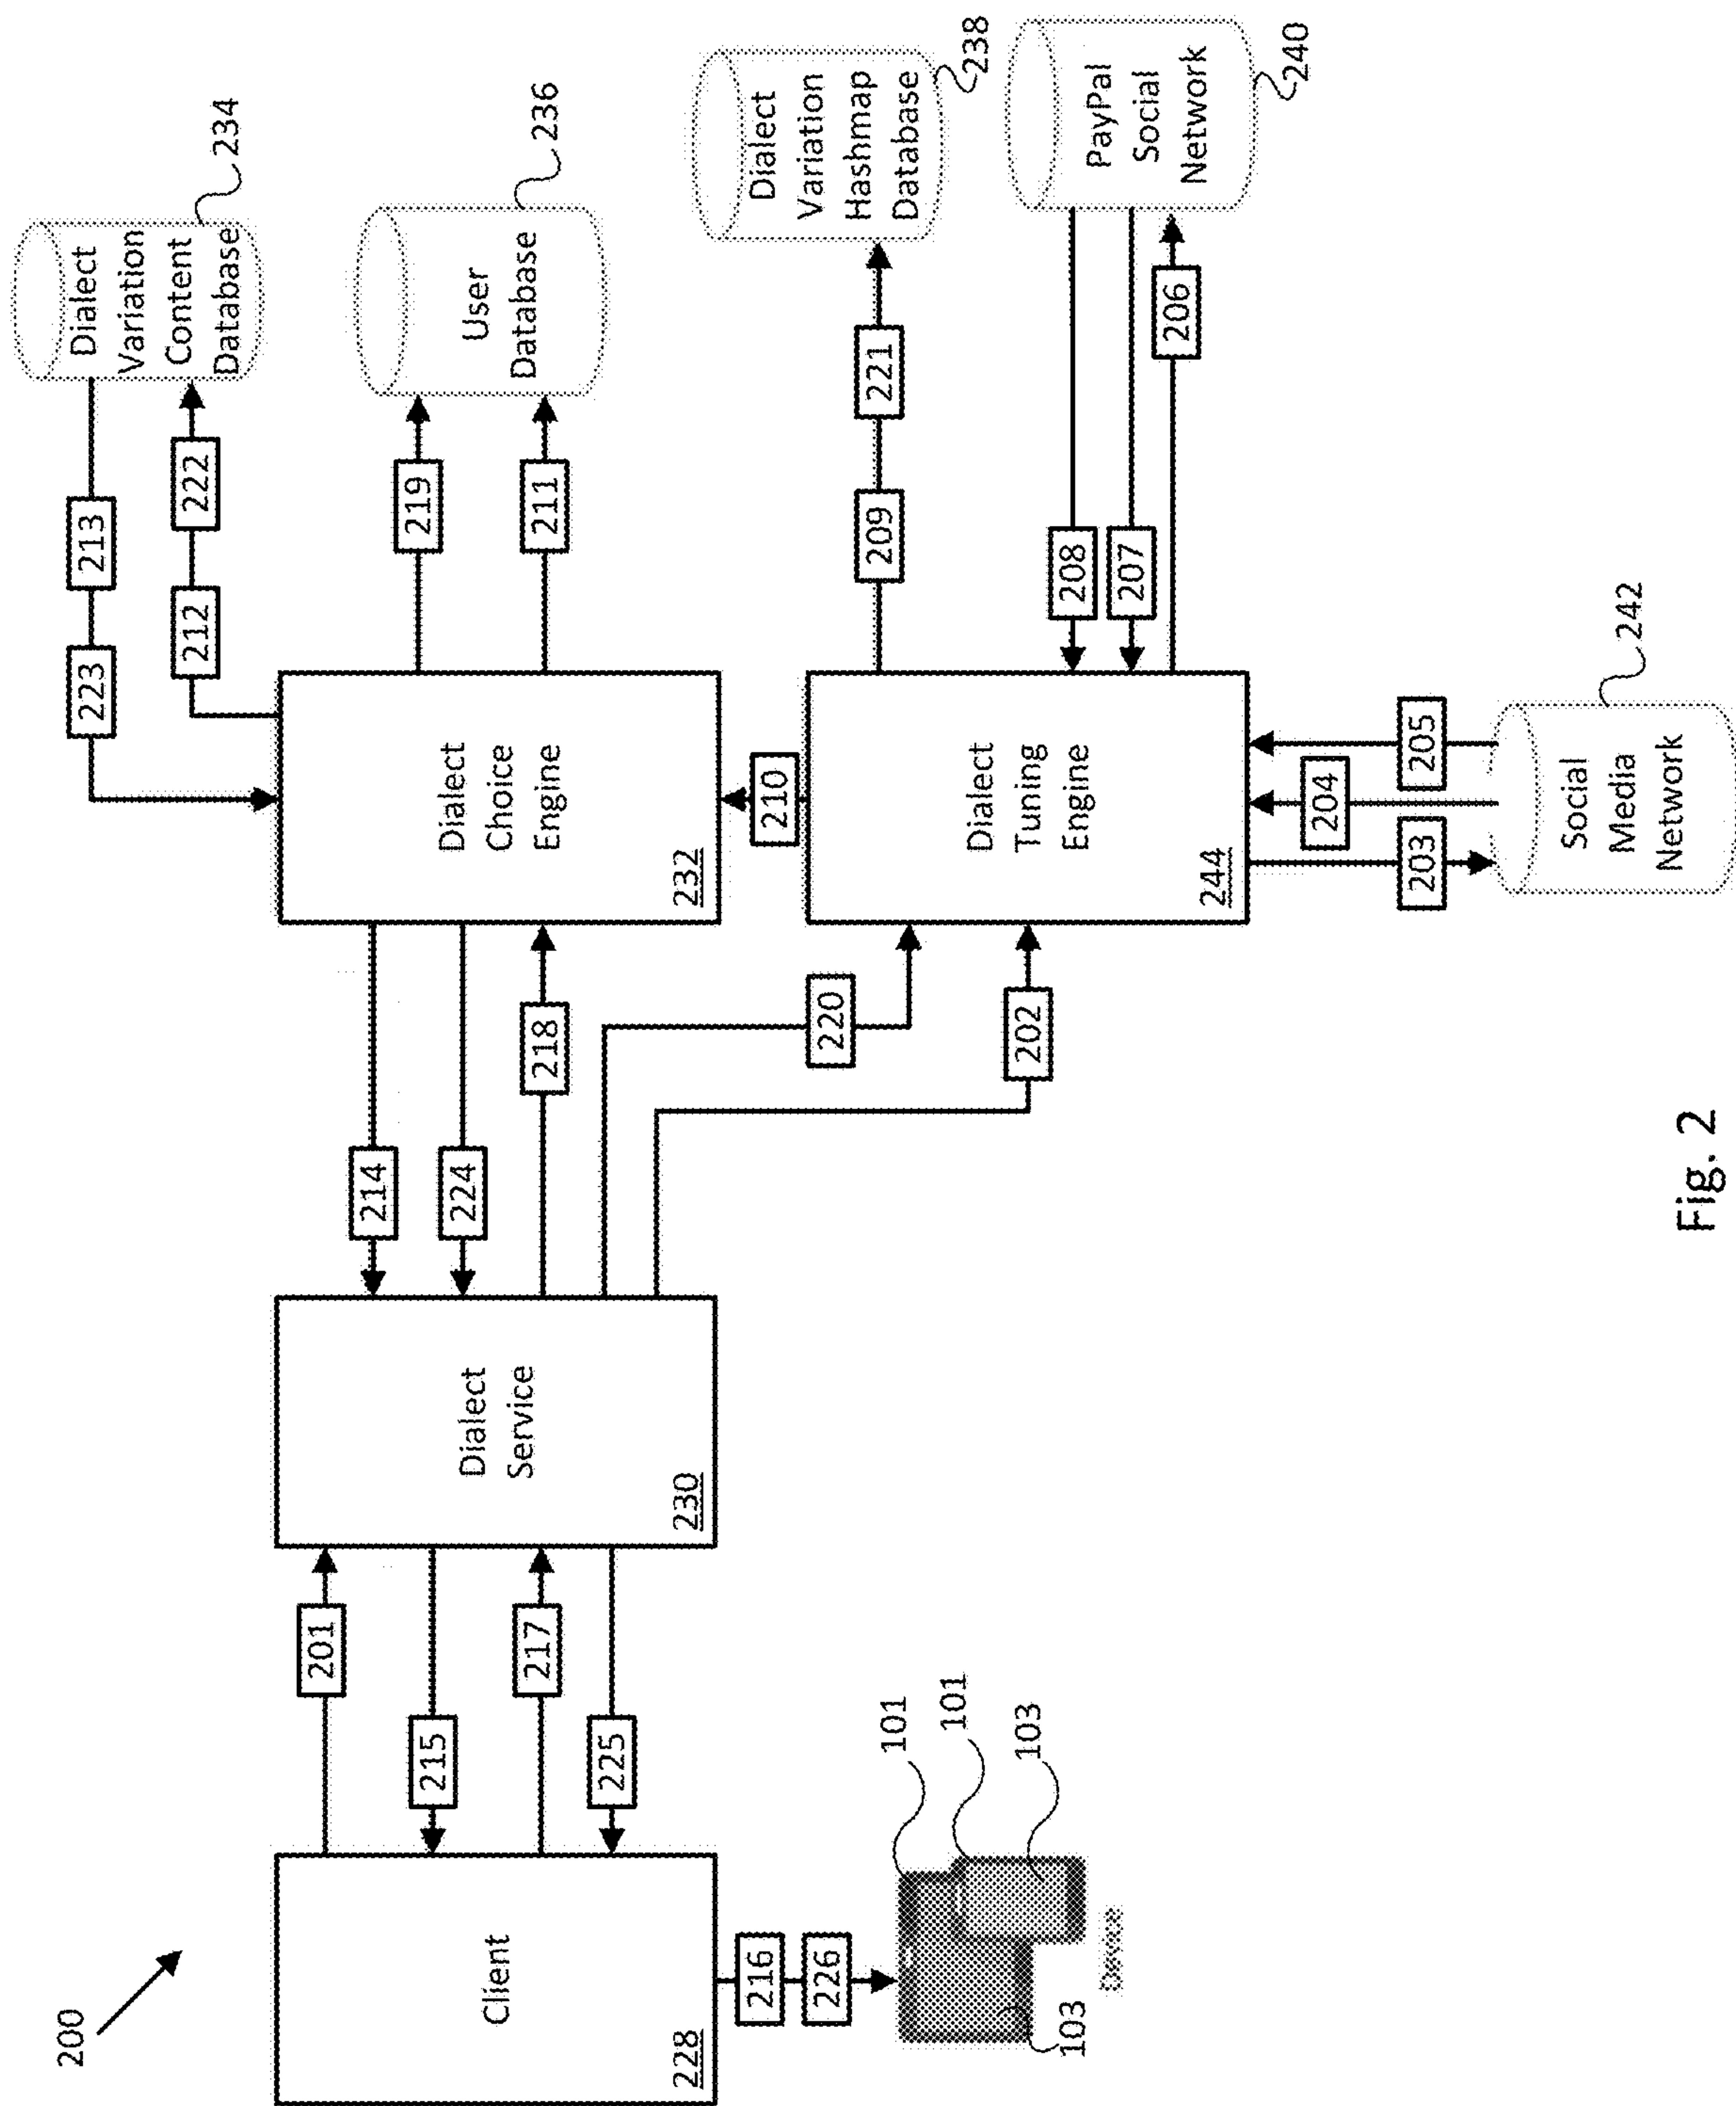 200
Client
228
201
215
217
225
216
226
101
101
103
103
Device
Dialect
Service
230
214
224
218
220
202
Dialect
Choice
Engine
232
223
213
212
222
219
211
210
Dialect
Variation
Content
Database
234
User
Database
236
Dialect
Tuning
Engine
244
209
221
208
207
206
203
204
205
Dialect
Variation
Hashmap
Database
238
PayPal
Social
Network
240
Social
Media
Network
242
Fig. 2